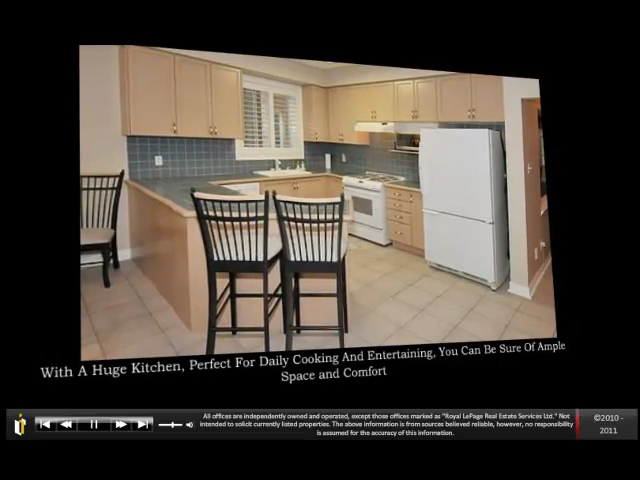 With A Huge Kitchen, Perfect For Daily Cooking And Entertaining, You Can Be Sure Of Ample
Space and Comfort
All offices are independently owned and operated, except those offices marked as "Royal LePage Real Estate Services Ltd." Not
intended to solicit currently listed properties. The above information is from sources believed reliable, however, no responsibility
is assumed for the accuracy of this information.
©2010 -
2011